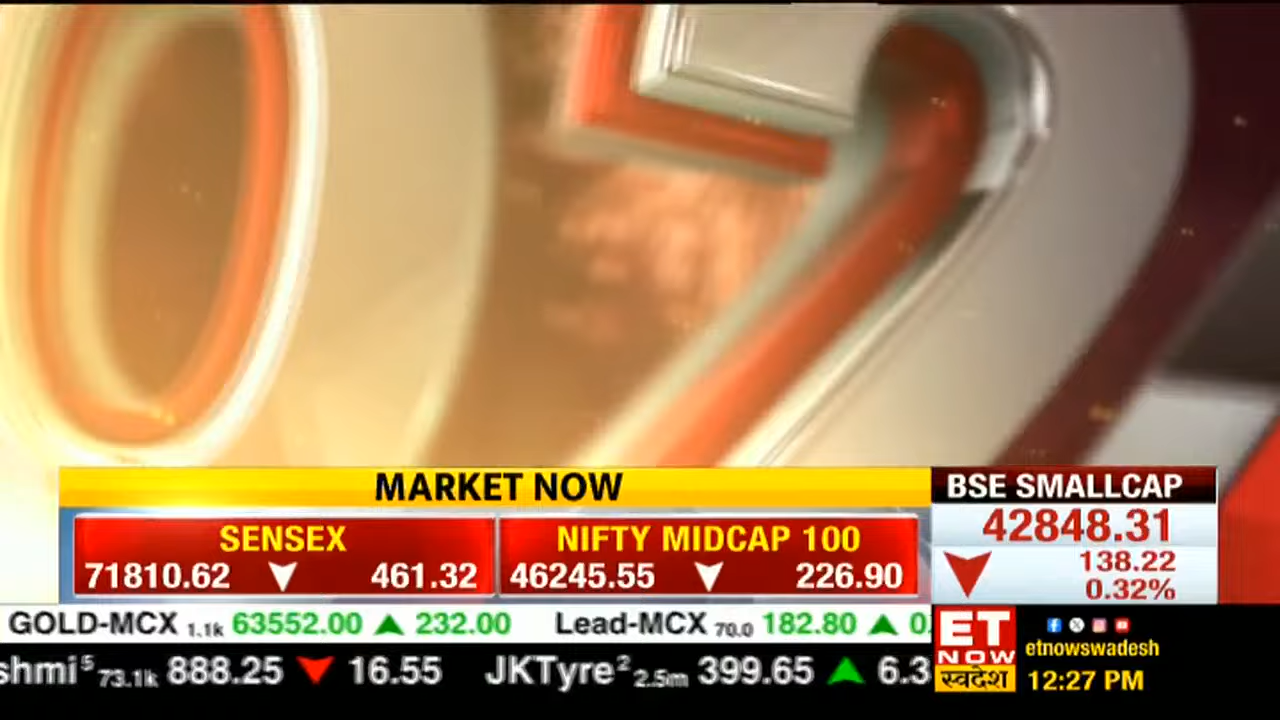 02
MARKET NOW
SENSEX
71810.62 ▼ 461.32
NIFTY MIDCAP 100
46245.55 ▼ 226.90
BSE SMALLCAP
42848.31
▼ 138.22
0.32%
GOLD-MCX 1.1k 63552.00 ▲ 232.00 Lead-MCX 70.0 182.80 ▲ 0.
shmi 5 73.1k 888.25 ▼ 16.55 JKTyre 2 2.5m 399.65 ▲ 6.3
ET
NOW
स्वदेश
etnowswadesh
12:27 PM